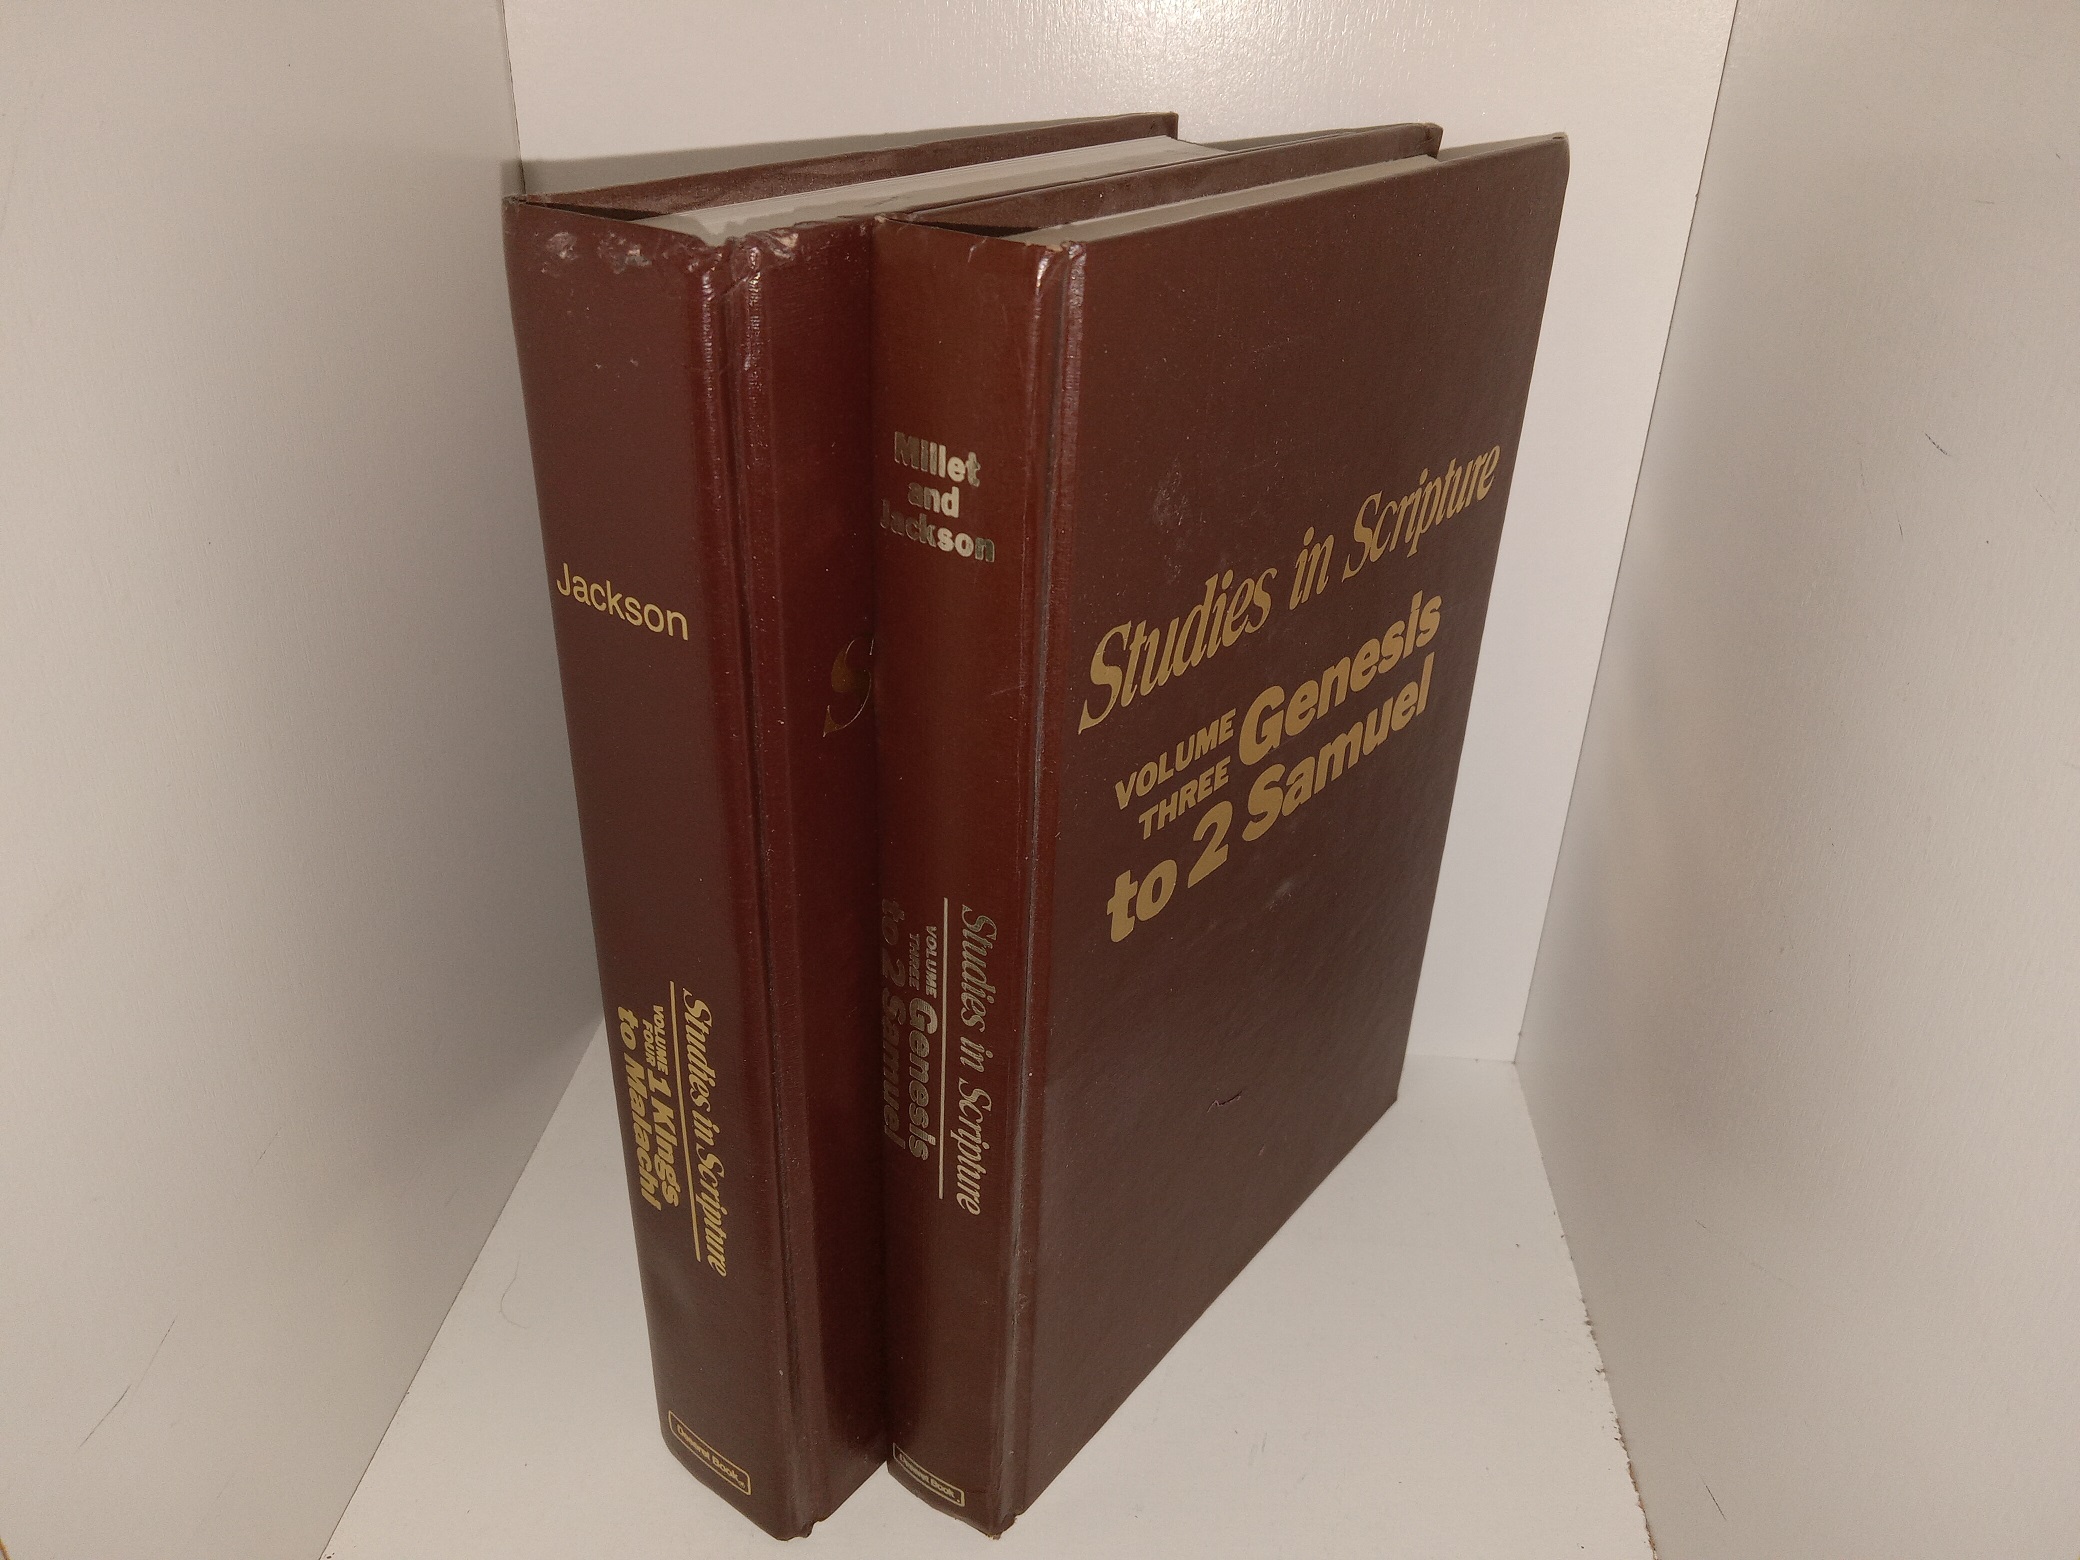 Jackson
Studies in Scripture
VOLUME FOUR 1 Kings
to Malachi
Deseret Book
S
Millet
and
Jackson
Studies in Scripture
VOLUME THREE Genesis
to 2 Samuel
Deseret Book
Studies in Scripture
VOLUME THREE Genesis
to 2 Samuel